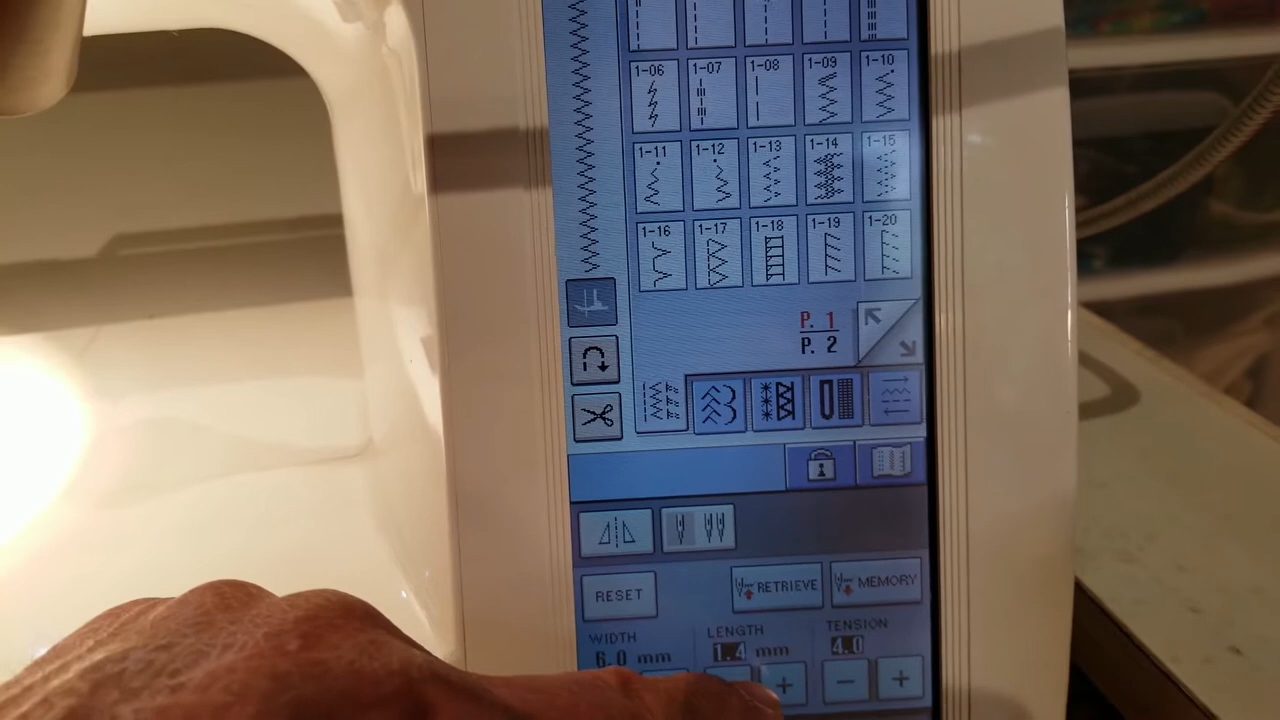 1-06 1-07 1-08 1-09 1-10
1-11 1-12 1-13 1-14 1-15
1-16 1-17 1-18 1-19 1-20
P. 1
P. 2
RESET RETRIEVE MEMORY
WIDTH LENGTH TENSION
6.0 mm 1.4 mm 4.0
− + − +